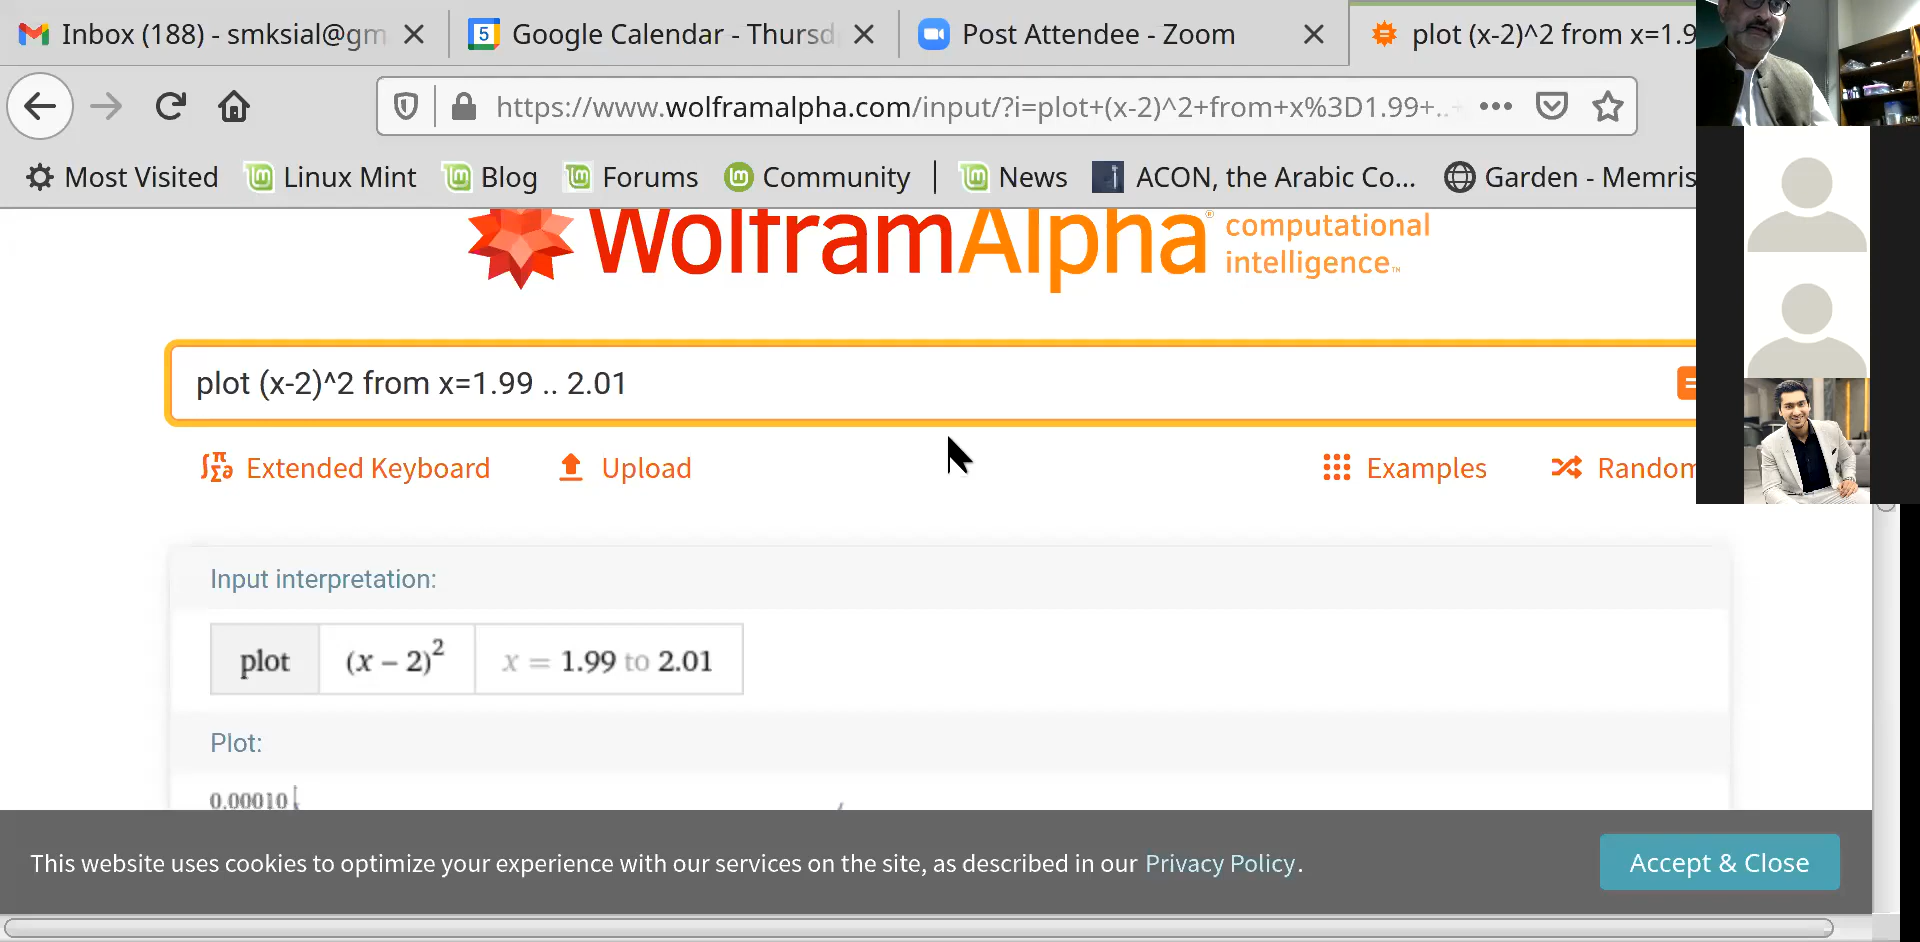 Inbox (188) - smksial@gm
Google Calendar - Thursd
Post Attendee - Zoom
plot (x-2)^2 from x=1.9
https://www.wolframalpha.com/input/?i=plot+(x-2)^2+from+x%3D1.99+..
Most Visited
Linux Mint
Blog
Forums
Community
News
ACON, the Arabic Co...
Garden - Memris
WolframAlpha
computational
intelligence™
plot (x-2)^2 from x=1.99 .. 2.01
Extended Keyboard
Upload
Examples
Random
Input interpretation:
plot (x − 2)² x = 1.99 to 2.01
Plot:
0.00010
This website uses cookies to optimize your experience with our services on the site, as described in our Privacy Policy.
Accept & Close